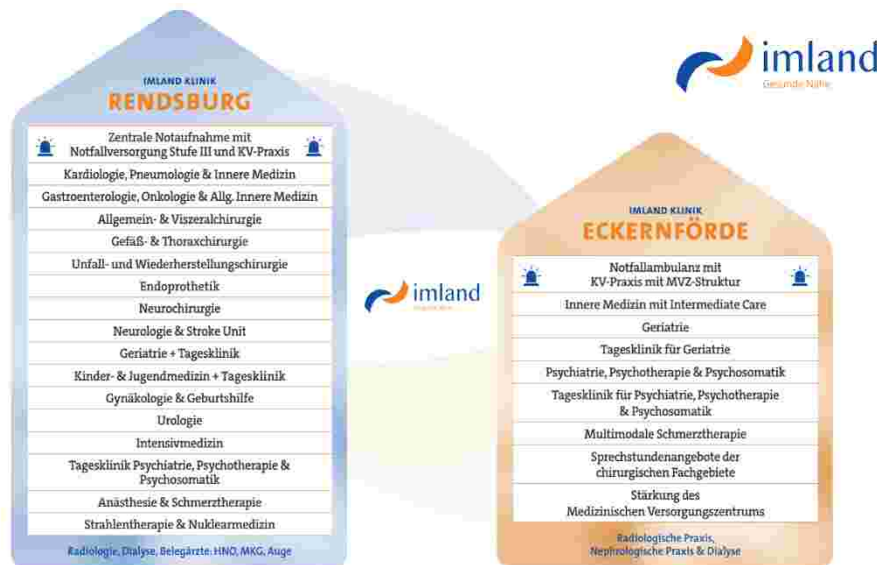 IMLAND KLINIK
RENDSBURG
Zentrale Notaufnahme mit
Notfallversorgung Stufe III und KV-Praxis
Kardiologie, Pneumologie & Innere Medizin
Gastroenterologie, Onkologie & Allg. Innere Medizin
Allgemein- & Viszeralchirurgie
Gefäß- & Thoraxchirurgie
Unfall- und Wiederherstellungschirurgie
Endoprothetik
Neurochirurgie
Neurologie & Stroke Unit
Geriatrie + Tagesklinik
Kinder- & Jugendmedizin + Tagesklinik
Gynäkologie & Geburtshilfe
Urologie
Intensivmedizin
Tagesklinik Psychiatrie, Psychotherapie &
Psychosomatik
Anästhesie & Schmerztherapie
Strahlentherapie & Nuklearmedizin
Radiologie, Dialyse, Belegärzte: HNO, MKG, Auge
imland
imland
Gesunde Nähe
IMLAND KLINIK
ECKERNFÖRDE
Notfallambulanz mit
KV-Praxis mit MVZ-Struktur
Innere Medizin mit Intermediate Care
Geriatrie
Tagesklinik für Geriatrie
Psychiatrie, Psychotherapie & Psychosomatik
Tagesklinik für Psychiatrie, Psychotherapie
& Psychosomatik
Multimodale Schmerztherapie
Sprechstundenangebote der
chirurgischen Fachgebiete
Stärkung des
Medizinischen Versorgungszentrums
Radiologische Praxis,
Nephrologische Praxis & Dialyse